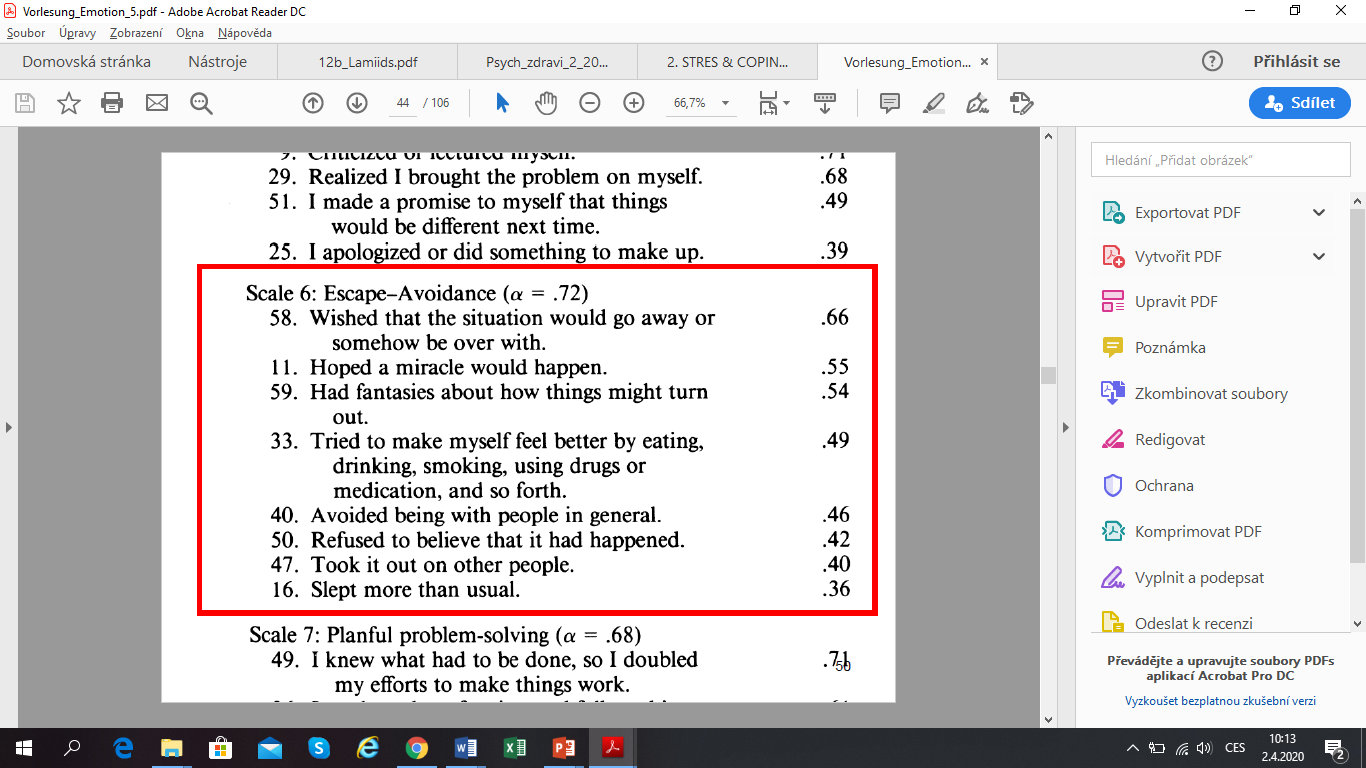 Vorlesung_Emotion_5.pdf - Adobe Acrobat Reader DC
Soubor Úpravy Zobrazení Okna Nápověda
Domovská stránka Nástroje 12b_Lamiids.pdf Psych_zdravi_2_20... 2. STRES & COPIN... Vorlesung_Emotion... Přihlásit se
44 / 106 66,7% Sdílet
9. Criticized or lectured myself. .71
29. Realized I brought the problem on myself. .68
51. I made a promise to myself that things .49
would be different next time.
25. I apologized or did something to make up. .39
Scale 6: Escape–Avoidance (α = .72)
58. Wished that the situation would go away or .66
somehow be over with.
11. Hoped a miracle would happen. .55
59. Had fantasies about how things might turn .54
out.
33. Tried to make myself feel better by eating, .49
drinking, smoking, using drugs or
medication, and so forth.
40. Avoided being with people in general. .46
50. Refused to believe that it had happened. .42
47. Took it out on other people. .40
16. Slept more than usual. .36
Scale 7: Planful problem-solving (α = .68)
49. I knew what had to be done, so I doubled .71
my efforts to make things work.
50
Hledání „Přidat obrázek“
Exportovat PDF
Vytvořit PDF
Upravit PDF
Poznámka
Zkombinovat soubory
Redigovat
Ochrana
Komprimovat PDF
Vyplnit a podepsat
Odeslat k recenzi
Převádějte a upravujte soubory PDFs
aplikací Acrobat Pro DC
Vyzkoušet bezplatnou zkušební verzi
CES
10:13
2.4.2020
2